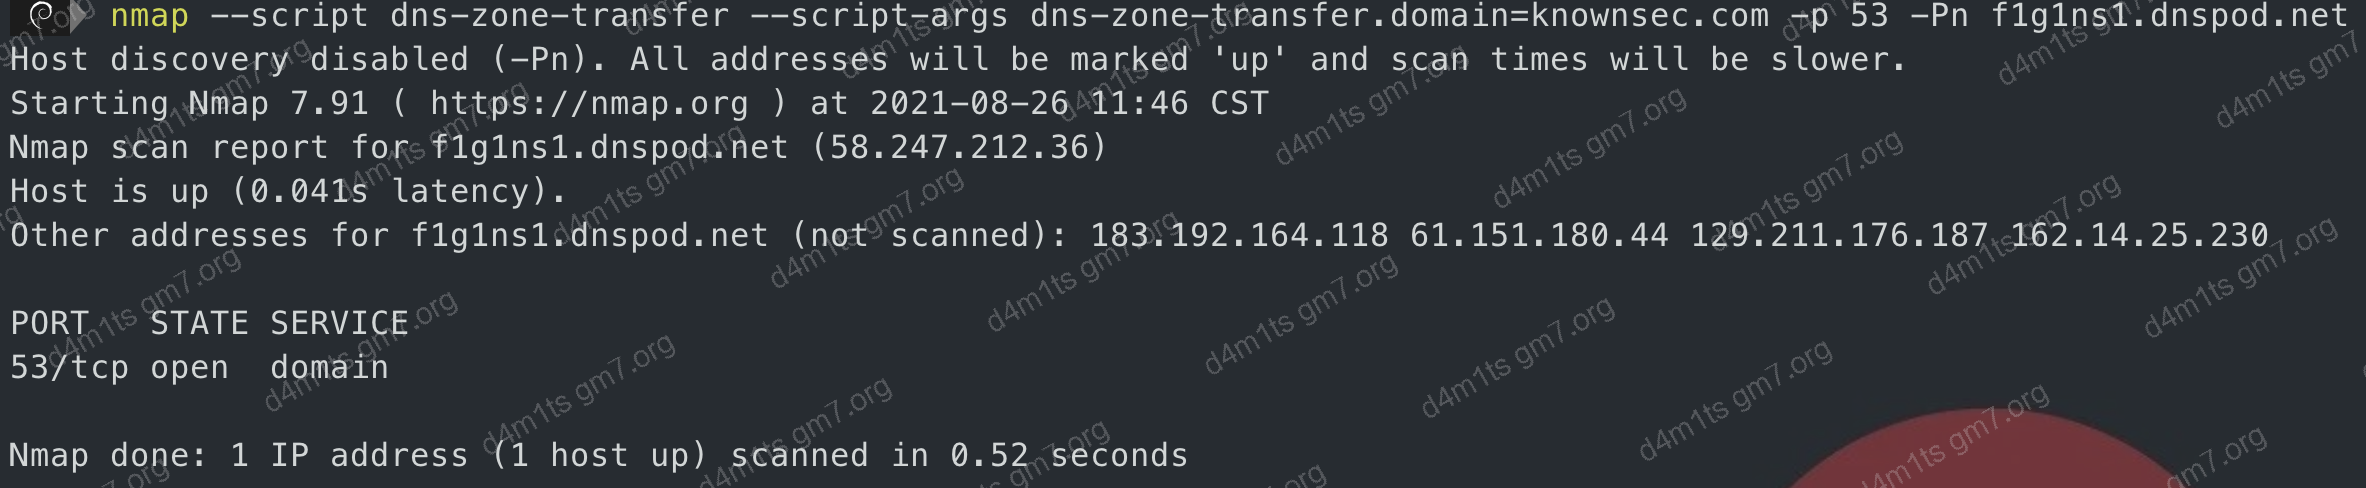 nmap --script dns-zone-transfer --script-args dns-zone-transfer.domain=knownsec.com -p 53 -Pn f1g1ns1.dnspod.net
Host discovery disabled (-Pn). All addresses will be marked 'up' and scan times will be slower.
Starting Nmap 7.91 ( https://nmap.org ) at 2021-08-26 11:46 CST
Nmap scan report for f1g1ns1.dnspod.net (58.247.212.36)
Host is up (0.041s latency).
Other addresses for f1g1ns1.dnspod.net (not scanned): 183.192.164.118 61.151.180.44 129.211.176.187 162.14.25.230
PORT   STATE SERVICE
53/tcp open  domain
Nmap done: 1 IP address (1 host up) scanned in 0.52 seconds
d4m1ts gm7.org